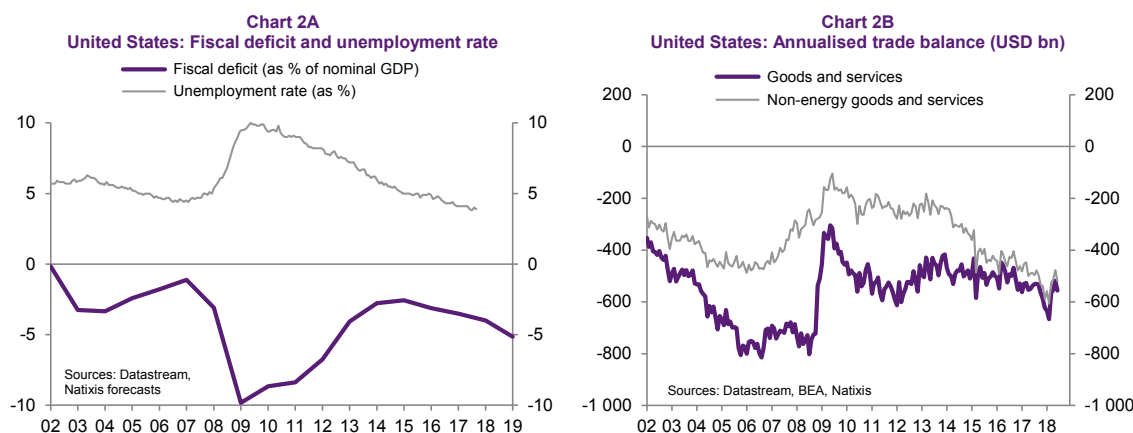 Chart 2A
United States: Fiscal deficit and unemployment rate
Fiscal deficit (as % of nominal GDP)
Unemployment rate (as %)
10 10
5 5
0 0
-5 -5
-10 -10
Sources: Datastream,
Natixis forecasts
02 03 04 05 06 07 08 09 10 11 12 13 14 15 16 17 18 19
Chart 2B
United States: Annualised trade balance (USD bn)
Goods and services
Non-energy goods and services
200 200
0 0
-200 -200
-400 -400
-600 -600
-800 -800
-1 000 -1 000
Sources: Datastream, BEA, Natixis
02 03 04 05 06 07 08 09 10 11 12 13 14 15 16 17 18